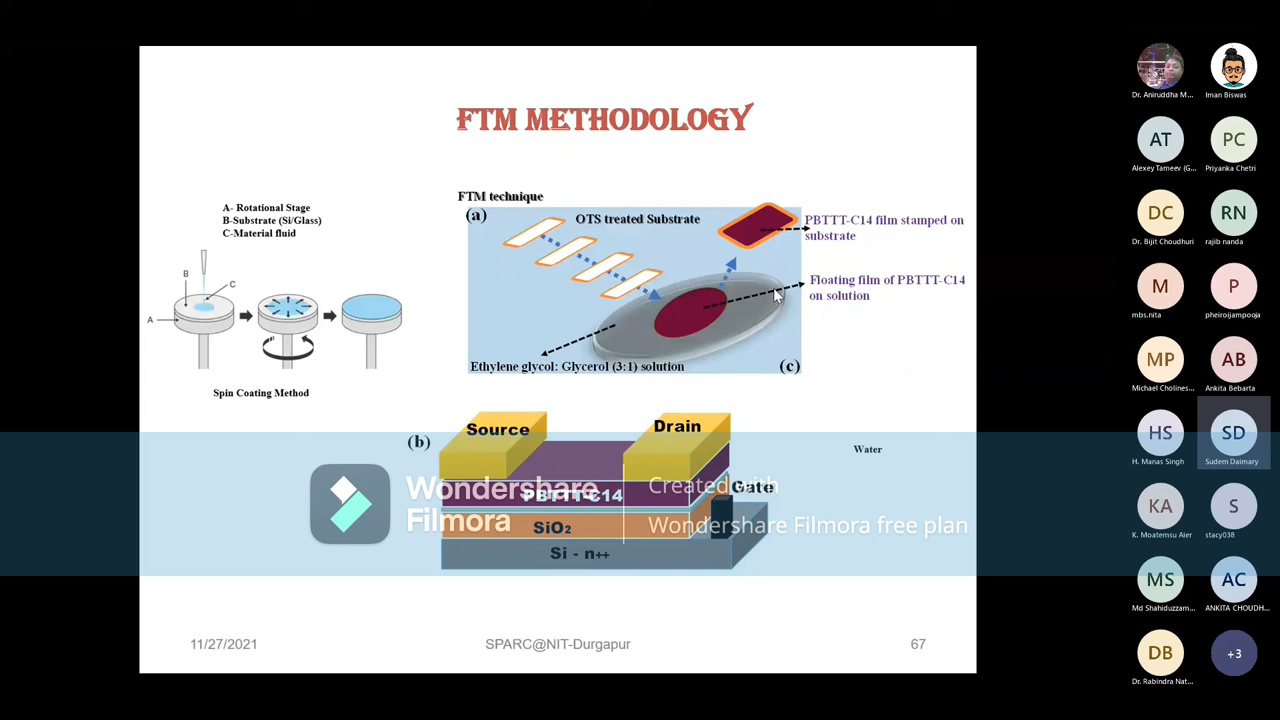 FTM METHODOLOGY
A- Rotational Stage
B-Substrate (Si/Glass)
C-Material fluid
B
C
A
Spin Coating Method
FTM technique
(a)
OTS treated Substrate
PBTTT-C14 film stamped on
substrate
Floating film of PBTTT-C14
on solution
Ethylene glycol: Glycerol (3:1) solution
(c)
(b)
Source
Drain
Water
PBTTT-C14
Gate
SiO2
Si - n++
Wondershare
Filmora
Created with
Wondershare Filmora free plan
11/27/2021
SPARC@NIT-Durgapur
67
Dr. Aniruddha M...
Iman Biswas
AT
Alexey Tameev (G...
PC
Priyanka Chetri
DC
Dr. Bijit Choudhuri
RN
rajib nanda
M
mbs.nita
P
pheiroijampooja
MP
Michael Cholines...
AB
Ankita Bebarta
HS
H. Manas Singh
SD
Sudem Daimary
KA
K. Moatemsu Aier
S
stacy038
MS
Md Shahiduzzam...
AC
ANKITA CHOUDH...
DB
Dr. Rabindra Nat...
+3